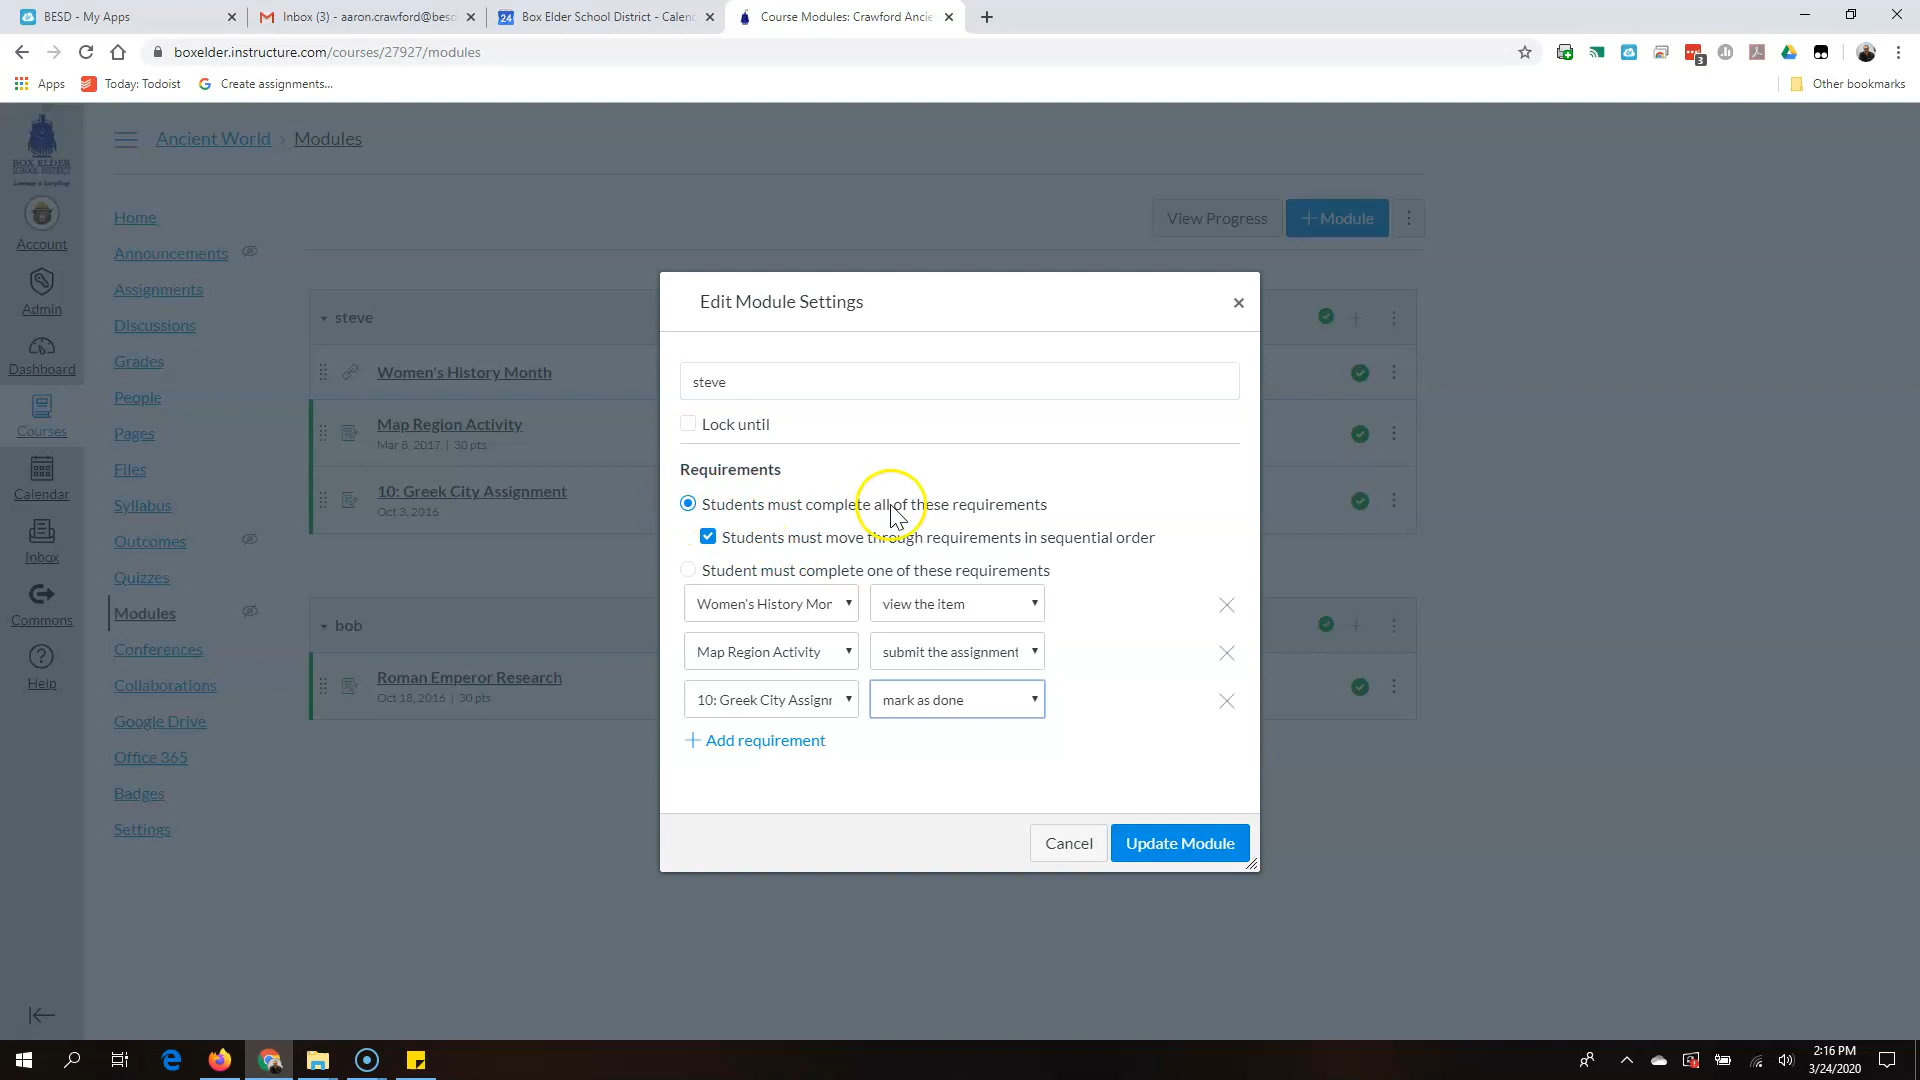 BESD - My Apps
Inbox (3) - aaron.crawford@besd
Box Elder School District - Calend
Course Modules: Crawford Ancie
boxelder.instructure.com/courses/27927/modules
3
Apps
Today: Todoist
Create assignments...
Other bookmarks
BOX ELDER
SCHOOL DISTRICT
Account
Admin
Dashboard
Courses
Calendar
Inbox
Commons
Help
Ancient World > Modules
Home
Announcements
Assignments
Discussions
Grades
People
Pages
Files
Syllabus
Outcomes
Quizzes
Modules
Conferences
Collaborations
Google Drive
Office 365
Badges
Settings
View Progress
+ Module
steve
Women's History Month
Map Region Activity
Mar 8, 2017 | 30 pts
10: Greek City Assignment
Oct 3, 2016
bob
Roman Emperor Research
Oct 18, 2016 | 30 pts
Edit Module Settings
steve
Lock until
Requirements
Students must complete all of these requirements
Students must move through requirements in sequential order
Student must complete one of these requirements
Women's History Mor view the item
Map Region Activity submit the assignment
10: Greek City Assignr mark as done
+ Add requirement
Cancel
Update Module
2:16 PM
3/24/2020